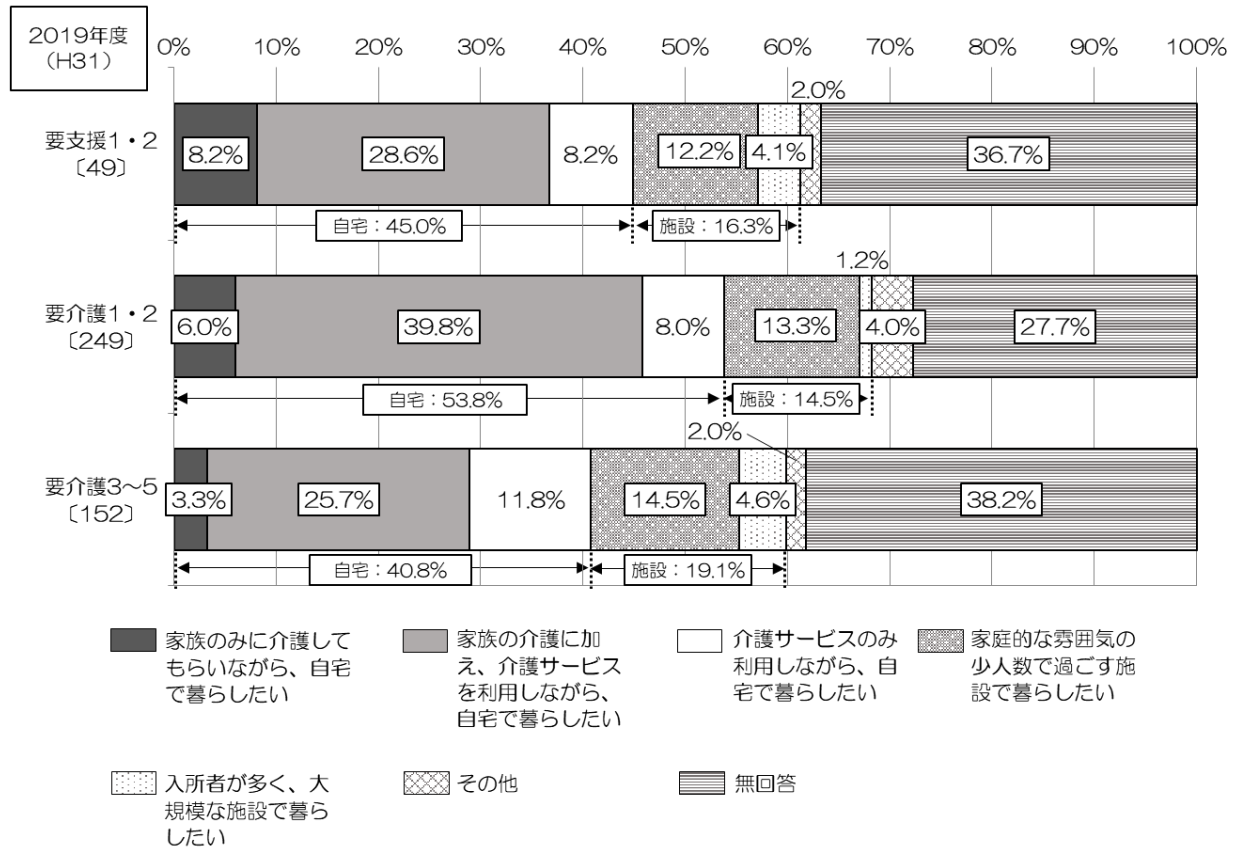 2019年度
（H31）
0%
10%
20%
30%
40%
50%
60%
70%
80%
90%
100%
2.0%
要支援1・2
〔49〕
8.2%
28.6%
8.2%
12.2%
4.1%
36.7%
自宅：45.0%
施設：16.3%
1.2%
要介護1・2
〔249〕
6.0%
39.8%
8.0%
13.3%
4.0%
27.7%
自宅：53.8%
施設：14.5%
2.0%
要介護3～5
〔152〕
3.3%
25.7%
11.8%
14.5%
4.6%
38.2%
自宅：40.8%
施設：19.1%
家族のみに介護して
もらいながら、自宅
で暮らしたい
家族の介護に加
え、介護サービス
を利用しながら、
自宅で暮らしたい
介護サービスのみ
利用しながら、自
宅で暮らしたい
家庭的な雰囲気の
少人数で過ごす施
設で暮らしたい
入所者が多く、大
規模な施設で暮ら
したい
その他
無回答